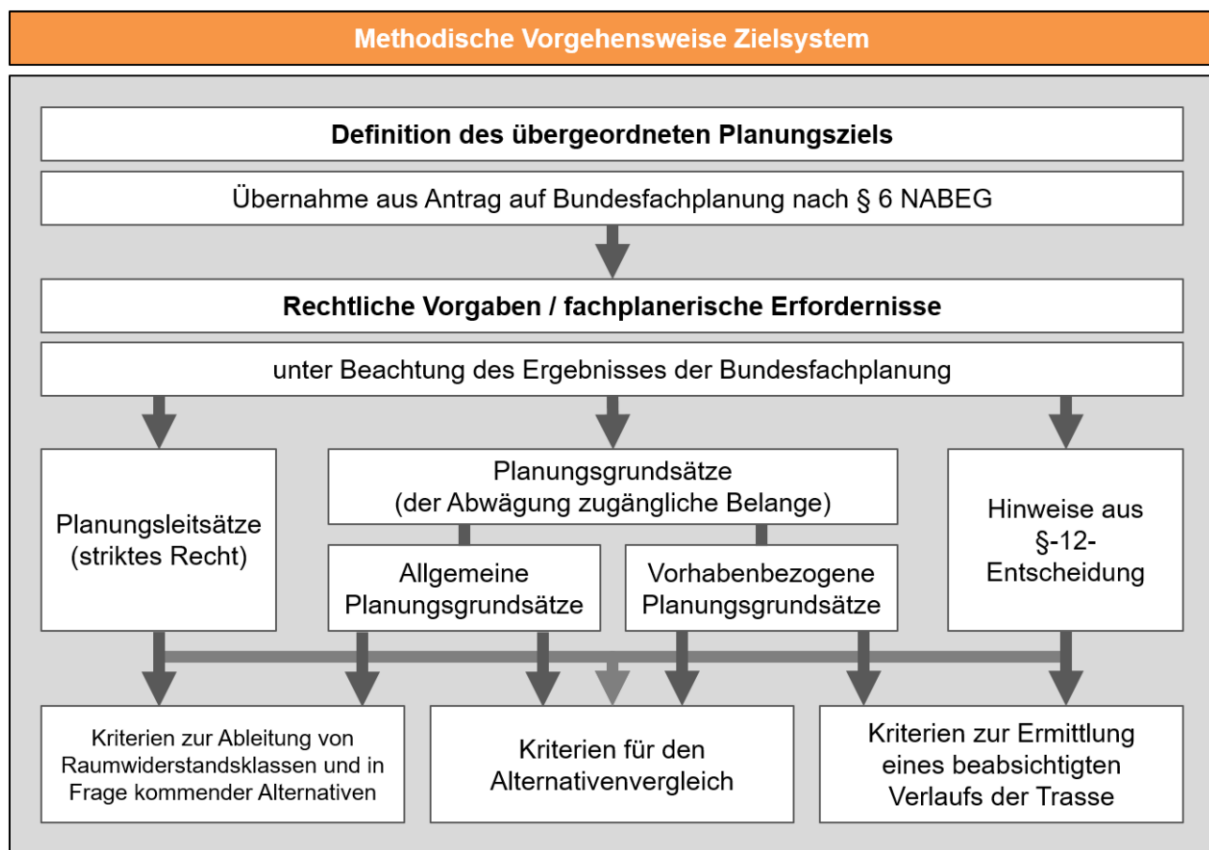 Methodische Vorgehensweise Zielsystem
Definition des übergeordneten Planungsziels
Übernahme aus Antrag auf Bundesfachplanung nach § 6 NABEG
Rechtliche Vorgaben / fachplanerische Erfordernisse
unter Beachtung des Ergebnisses der Bundesfachplanung
Planungsleitsätze
(striktes Recht)
Planungsgrundsätze
(der Abwägung zugängliche Belange)
Allgemeine
Planungsgrundsätze
Vorhabenbezogene
Planungsgrundsätze
Hinweise aus
§-12-
Entscheidung
Kriterien zur Ableitung von
Raumwiderstandsklassen und in
Frage kommender Alternativen
Kriterien für den
Alternativenvergleich
Kriterien zur Ermittlung
eines beabsichtigten
Verlaufs der Trasse